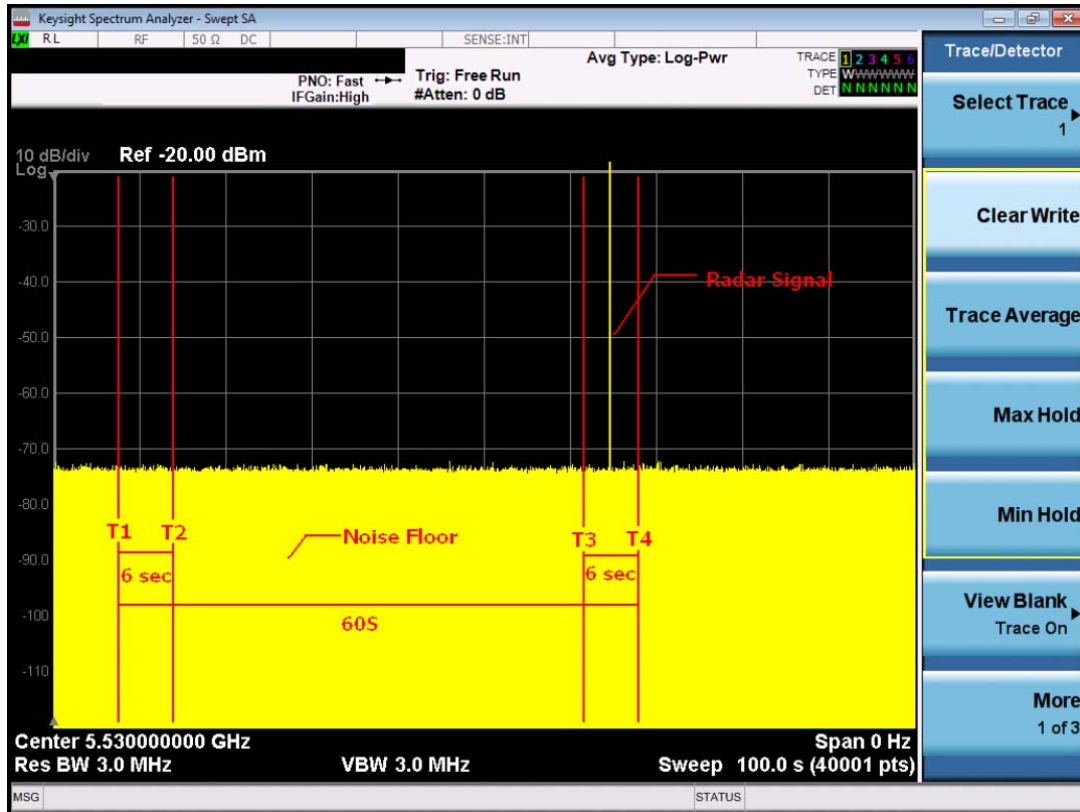 Keysight Spectrum Analyzer - Swept SA
LXI RL RF 50 Ω DC SENSE:INT
Avg Type: Log-Pwr
PNO: Fast
IFGain:High
Trig: Free Run
#Atten: 0 dB
TRACE 1 2 3 4 5 6
TYPE WWWWWW
DET N N N N N N
10 dB/div Ref -20.00 dBm
Log
-30.0
-40.0
Radar Signal
-50.0
-60.0
-70.0
-80.0
T1 T2 Noise Floor T3 T4
-90.0
6 sec 6 sec
-100
60S
-110
Center 5.530000000 GHz Span 0 Hz
Res BW 3.0 MHz VBW 3.0 MHz Sweep 100.0 s (40001 pts)
MSG STATUS
Trace/Detector
Select Trace
1
Clear Write
Trace Average
Max Hold
Min Hold
View Blank
Trace On
More
1 of 3